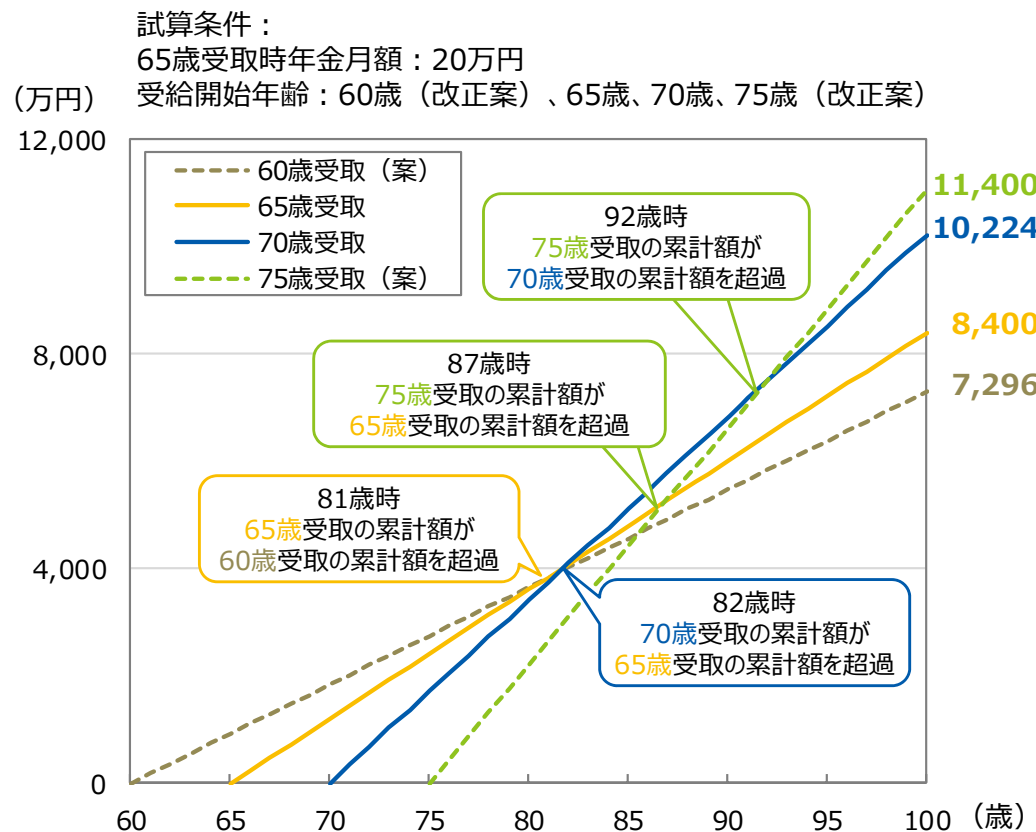 試算条件：
65歳受取時年金月額：20万円
受給開始年齢：60歳（改正案）、65歳、70歳、75歳（改正案）
（万円）
12,000
8,000
4,000
0
60歳受取（案）
65歳受取
70歳受取
75歳受取（案）
92歳時
75歳受取の累計額が
70歳受取の累計額を超過
87歳時
75歳受取の累計額が
65歳受取の累計額を超過
81歳時
65歳受取の累計額が
60歳受取の累計額を超過
82歳時
70歳受取の累計額が
65歳受取の累計額を超過
11,400
10,224
8,400
7,296
60 65 70 75 80 85 90 95 100 （歳）